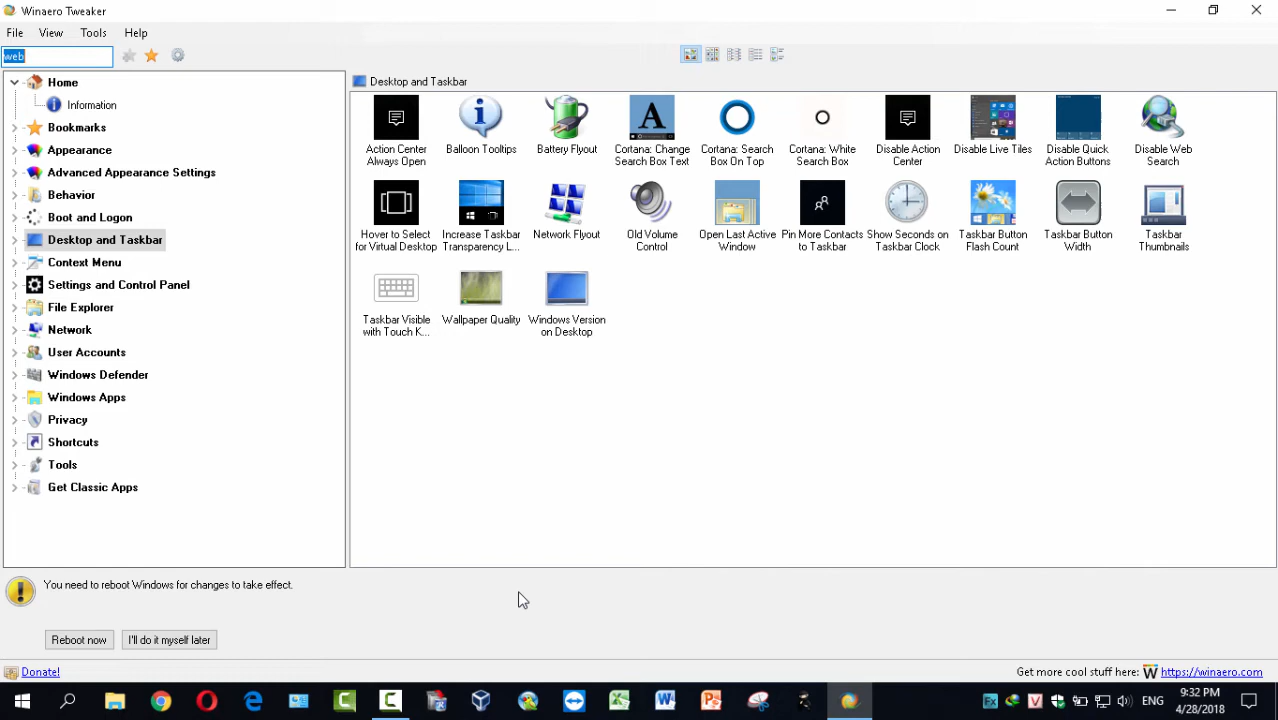 Winaero Tweaker
File View Tools Help
web
Home
Information
Bookmarks
Appearance
Advanced Appearance Settings
Behavior
Boot and Logon
Desktop and Taskbar
Context Menu
Settings and Control Panel
File Explorer
Network
User Accounts
Windows Defender
Windows Apps
Privacy
Shortcuts
Tools
Get Classic Apps
Desktop and Taskbar
Action Center
Always Open
Balloon Tooltips
Battery Flyout
Cortana: Change
Search Box Text
Cortana: Search
Box On Top
Cortana: White
Search Box
Disable Action
Center
Disable Live Tiles
Disable Quick
Action Buttons
Disable Web
Search
Hover to Select
for Virtual Desktop
Increase Taskbar
Transparency L...
Network Flyout
Old Volume
Control
Open Last Active
Window
Pin More Contacts
to Taskbar
Show Seconds on
Taskbar Clock
Taskbar Button
Flash Count
Taskbar Button
Width
Taskbar
Thumbnails
Taskbar Visible
with Touch K...
Wallpaper Quality
Windows Version
on Desktop
You need to reboot Windows for changes to take effect.
Reboot now
I'll do it myself later
Donate!
Get more cool stuff here: W https://winaero.com
ENG
9:32 PM
4/28/2018